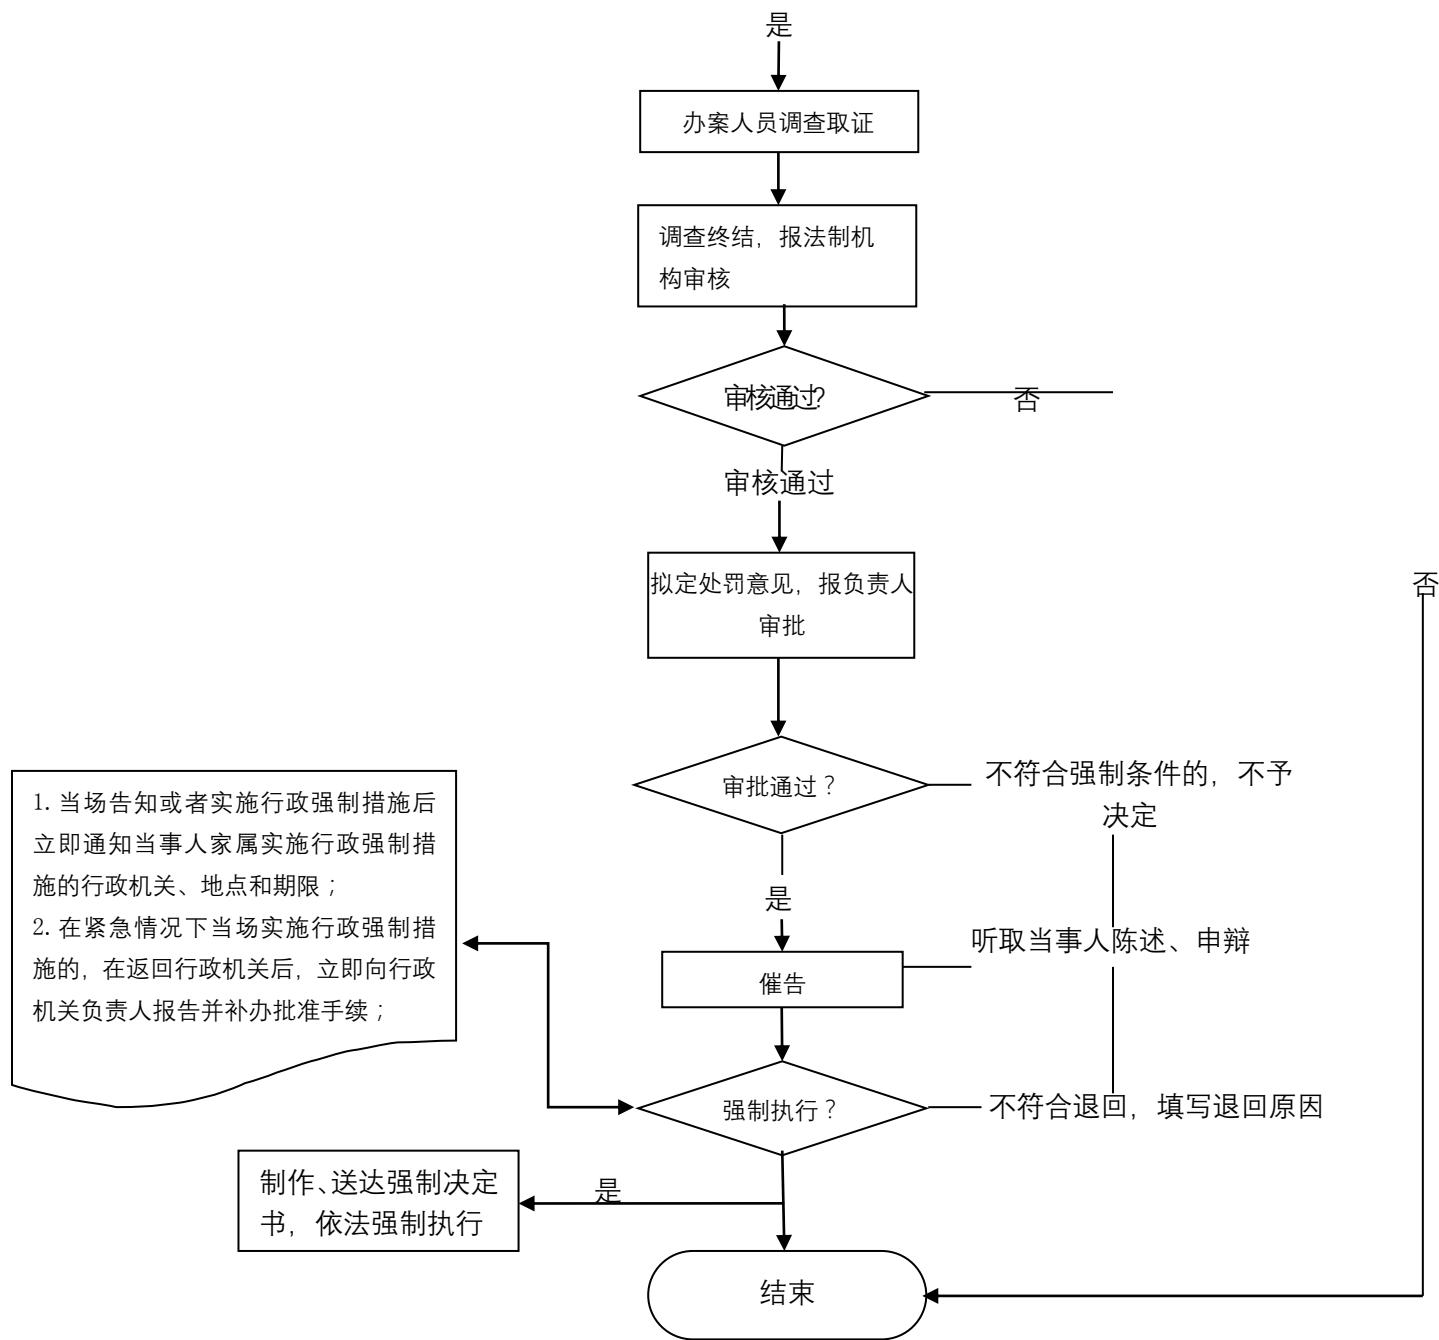 是
办案人员调查取证
调查终结，报法制机
构审核
审核通过?
否
审核通过
拟定处罚意见，报负责人
审批
否
审批通过？
不符合强制条件的，不予
决定
1. 当场告知或者实施行政强制措施后
立即通知当事人家属实施行政强制措
施的行政机关、地点和期限；
2. 在紧急情况下当场实施行政强制措
施的，在返回行政机关后，立即向行政
机关负责人报告并补办批准手续；
是
听取当事人陈述、申辩
催告
强制执行？
不符合退回，填写退回原因
制作、送达强制决定
书，依法强制执行
是
结束